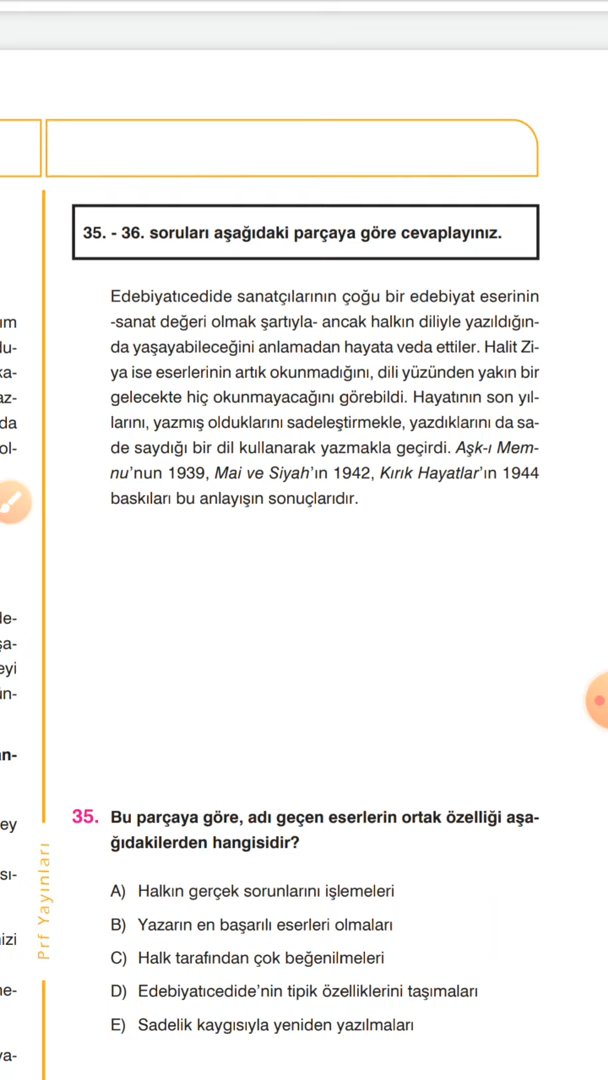 35. - 36. soruları aşağıdaki parçaya göre cevaplayınız.
Edebiyatıcedide sanatçılarının çoğu bir edebiyat eserinin
-sanat değeri olmak şartıyla- ancak halkın diliyle yazıldığın-
da yaşayabileceğini anlamadan hayata veda ettiler. Halit Zi-
ya ise eserlerinin artık okunmadığını, dili yüzünden yakın bir
gelecekte hiç okunmayacağını görebildi. Hayatının son yıl-
larını, yazmış olduklarını sadeleştirmekle, yazdıklarını da sa-
de saydığı bir dil kullanarak yazmakla geçirdi. Aşk-ı Mem-
nu'nun 1939, Mai ve Siyah'ın 1942, Kırık Hayatlar'ın 1944
baskıları bu anlayışın sonuçlarıdır.
35. Bu parçaya göre, adı geçen eserlerin ortak özelliği aşa-
ğıdakilerden hangisidir?
A) Halkın gerçek sorunlarını işlemeleri
B) Yazarın en başarılı eserleri olmaları
C) Halk tarafından çok beğenilmeleri
D) Edebiyatıcedide'nin tipik özelliklerini taşımaları
E) Sadelik kaygısıyla yeniden yazılmaları
Prf Yayınları